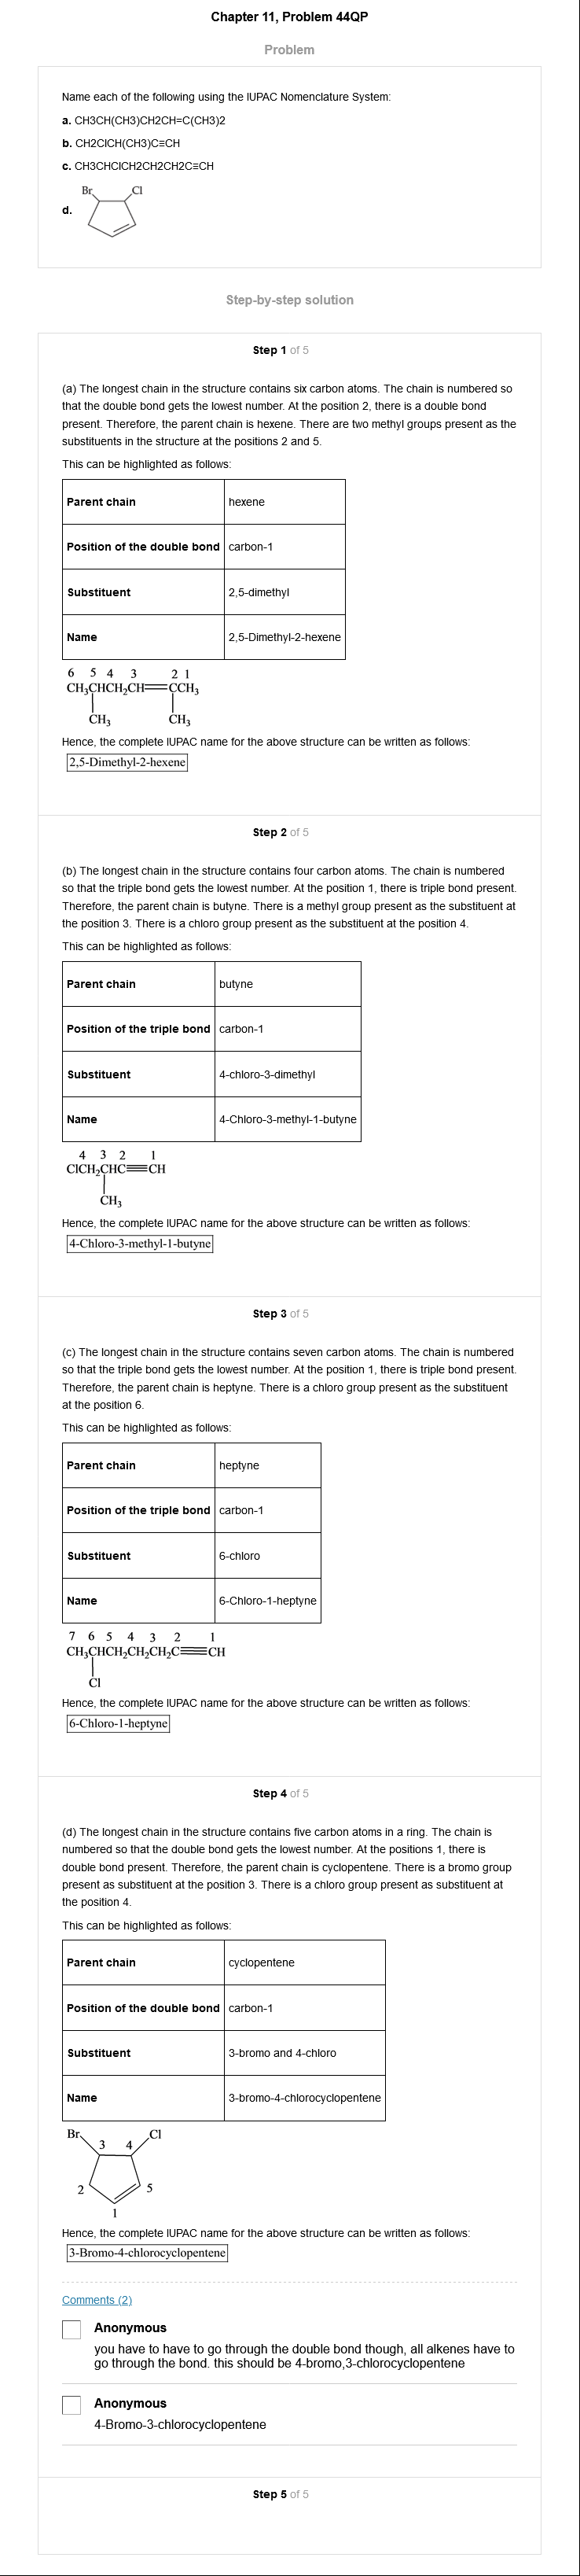 Chapter 11, Problem 44QP
Problem
Name each of the following using the IUPAC Nomenclature System:
a. CH3CH(CH3)CH2CH=C(CH3)2
b. CH2ClCH(CH3)C≡CH
c. CH3CHClCH2CH2CH2C≡CH
Br Cl
d.
Step-by-step solution
Step 1 of 5
(a) The longest chain in the structure contains six carbon atoms. The chain is numbered so
that the double bond gets the lowest number. At the position 2, there is a double bond
present. Therefore, the parent chain is hexene. There are two methyl groups present as the
substituents in the structure at the positions 2 and 5.
This can be highlighted as follows:
Parent chain hexene
Position of the double bond carbon-1
Substituent 2,5-dimethyl
Name 2,5-Dimethyl-2-hexene
6 5 4 3 2 1
CH₃CHCH₂CH=CCH₃
CH₃ CH₃
Hence, the complete IUPAC name for the above structure can be written as follows:
2,5-Dimethyl-2-hexene
Step 2 of 5
(b) The longest chain in the structure contains four carbon atoms. The chain is numbered
so that the triple bond gets the lowest number. At the position 1, there is triple bond present.
Therefore, the parent chain is butyne. There is a methyl group present as the substituent at
the position 3. There is a chloro group present as the substituent at the position 4.
This can be highlighted as follows:
Parent chain butyne
Position of the triple bond carbon-1
Substituent 4-chloro-3-dimethyl
Name 4-Chloro-3-methyl-1-butyne
4 3 2 1
ClCH₂CHC≡CH
CH₃
Hence, the complete IUPAC name for the above structure can be written as follows:
4-Chloro-3-methyl-1-butyne
Step 3 of 5
(c) The longest chain in the structure contains seven carbon atoms. The chain is numbered
so that the triple bond gets the lowest number. At the position 1, there is triple bond present.
Therefore, the parent chain is heptyne. There is a chloro group present as the substituent
at the position 6.
This can be highlighted as follows:
Parent chain heptyne
Position of the triple bond carbon-1
Substituent 6-chloro
Name 6-Chloro-1-heptyne
7 6 5 4 3 2 1
CH₃CHCH₂CH₂CH₂C≡CH
Cl
Hence, the complete IUPAC name for the above structure can be written as follows:
6-Chloro-1-heptyne
Step 4 of 5
(d) The longest chain in the structure contains five carbon atoms in a ring. The chain is
numbered so that the double bond gets the lowest number. At the positions 1, there is
double bond present. Therefore, the parent chain is cyclopentene. There is a bromo group
present as substituent at the position 3. There is a chloro group present as substituent at
the position 4.
This can be highlighted as follows:
Parent chain cyclopentene
Position of the double bond carbon-1
Substituent 3-bromo and 4-chloro
Name 3-bromo-4-chlorocyclopentene
Br Cl
3 4
2 5
1
Hence, the complete IUPAC name for the above structure can be written as follows:
3-Bromo-4-chlorocyclopentene
Comments (2)
Anonymous
you have to have to go through the double bond though, all alkenes have to
go through the bond. this should be 4-bromo,3-chlorocyclopentene
Anonymous
4-Bromo-3-chlorocyclopentene
Step 5 of 5